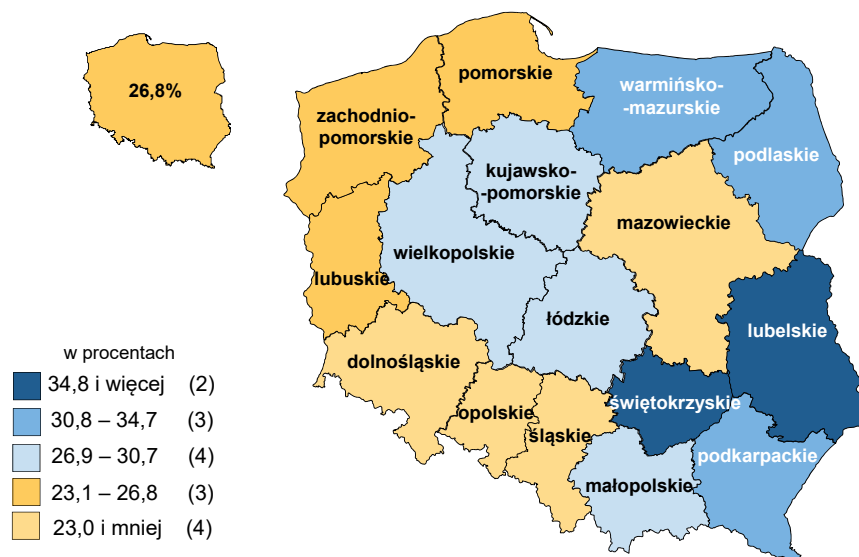 26,8%
pomorskie
zachodnio-
pomorskie
warmińsko-
-mazurskie
podlaskie
kujawsko-
-pomorskie
mazowieckie
wielkopolskie
lubuskie
łódzkie
lubelskie
dolnośląskie
opolskie
śląskie
świętokrzyskie
podkarpackie
małopolskie
w procentach
34,8 i więcej (2)
30,8 – 34,7 (3)
26,9 – 30,7 (4)
23,1 – 26,8 (3)
23,0 i mniej (4)